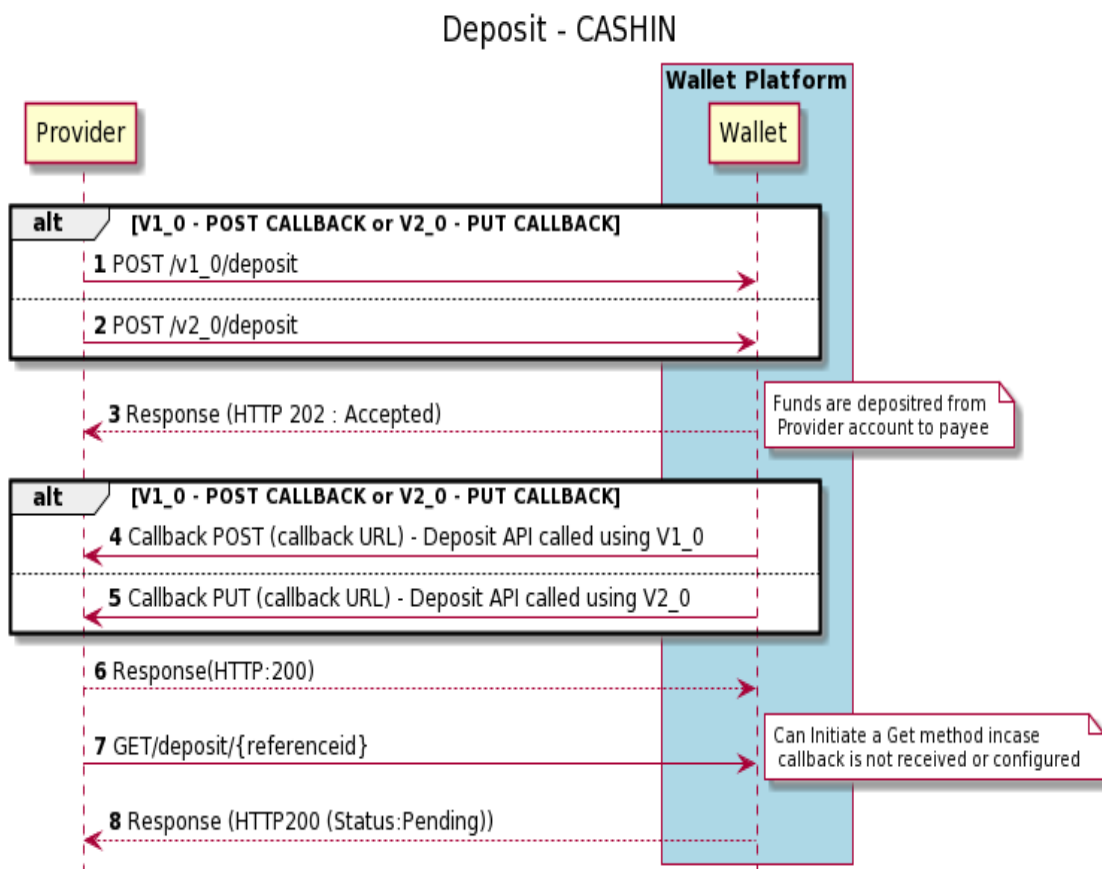 Deposit - CASHIN
Wallet Platform
Provider
Wallet
alt [V1_0 - POST CALLBACK or V2_0 - PUT CALLBACK]
1 POST /v1_0/deposit
2 POST /v2_0/deposit
3 Response (HTTP 202 : Accepted)
Funds are depositred from
Provider account to payee
alt [V1_0 - POST CALLBACK or V2_0 - PUT CALLBACK]
4 Callback POST (callback URL) - Deposit API called using V1_0
5 Callback PUT (callback URL) - Deposit API called using V2_0
6 Response(HTTP:200)
7 GET/deposit/{referenceid}
Can Initiate a Get method incase
callback is not received or configured
8 Response (HTTP200 (Status:Pending))